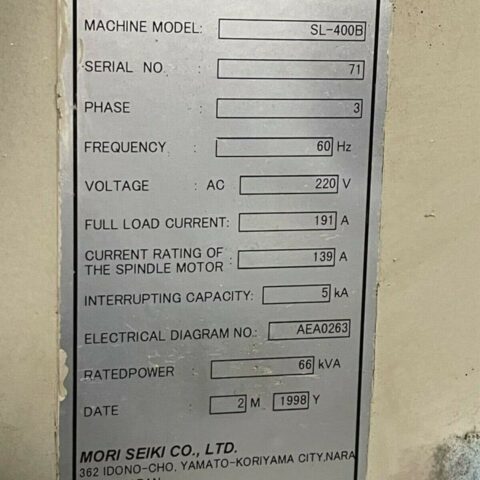 MACHINE MODEL: SL-400B
SERIAL NO. : 71
PHASE : 3
FREQUENCY : 60 Hz
VOLTAGE : AC 220 V
FULL LOAD CURRENT: 191 A
CURRENT RATING OF
THE SPINDLE MOTOR : 139 A
INTERRUPTING CAPACITY: 5 kA
ELECTRICAL DIAGRAM NO.: AEA0263
RATEDPOWER : 66 kVA
DATE : 2 M 1998 Y
MORI SEIKI CO., LTD.
362 IDONO-CHO, YAMATO-KORIYAMA CITY,NARA